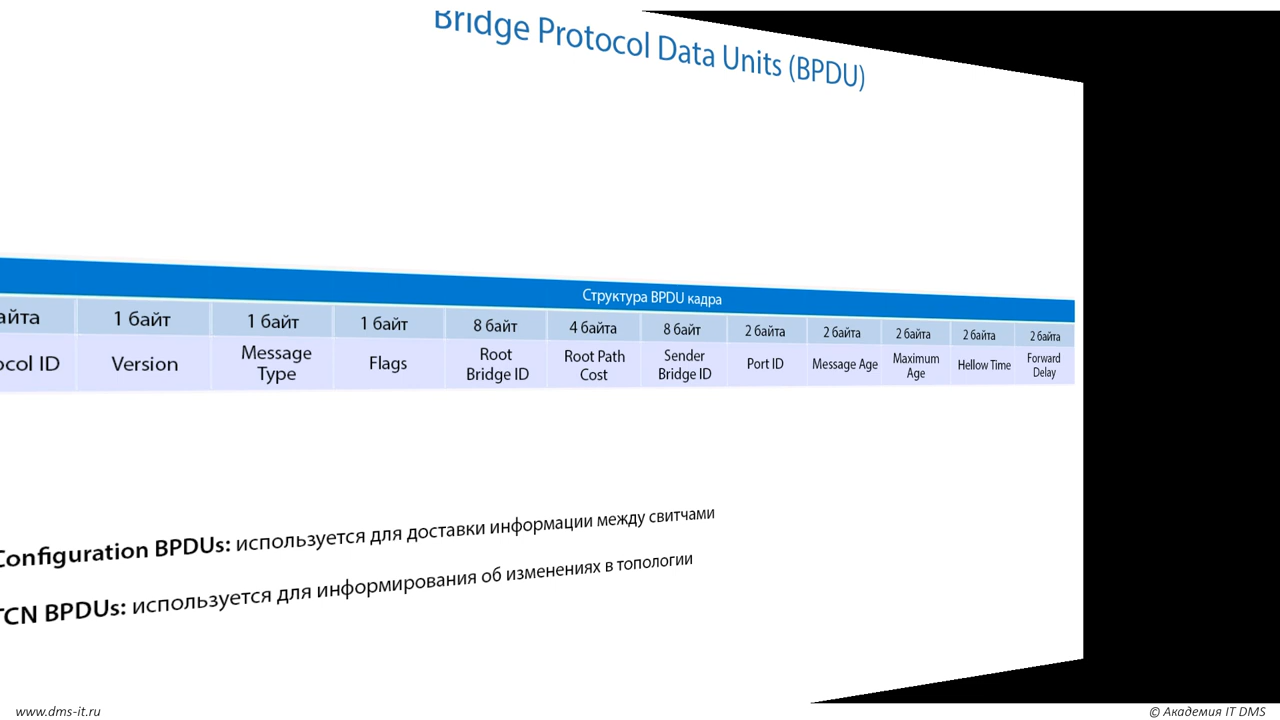 Bridge Protocol Data Units (BPDU)
Структура BPDU кадра
айта 1 байт 1 байт 1 байт 8 байт 4 байта 8 байт 2 байта 2 байта 2 байта 2 байта 2 байта
ocol ID Version Message Type Flags Root Bridge ID Root Path Cost Sender Bridge ID Port ID Message Age Maximum Age Hellow Time Forward Delay
Configuration BPDUs: используется для доставки информации между свитчами
TCN BPDUs: используется для информирования об изменениях в топологии
www.dms-it.ru
© Академия IT DMS